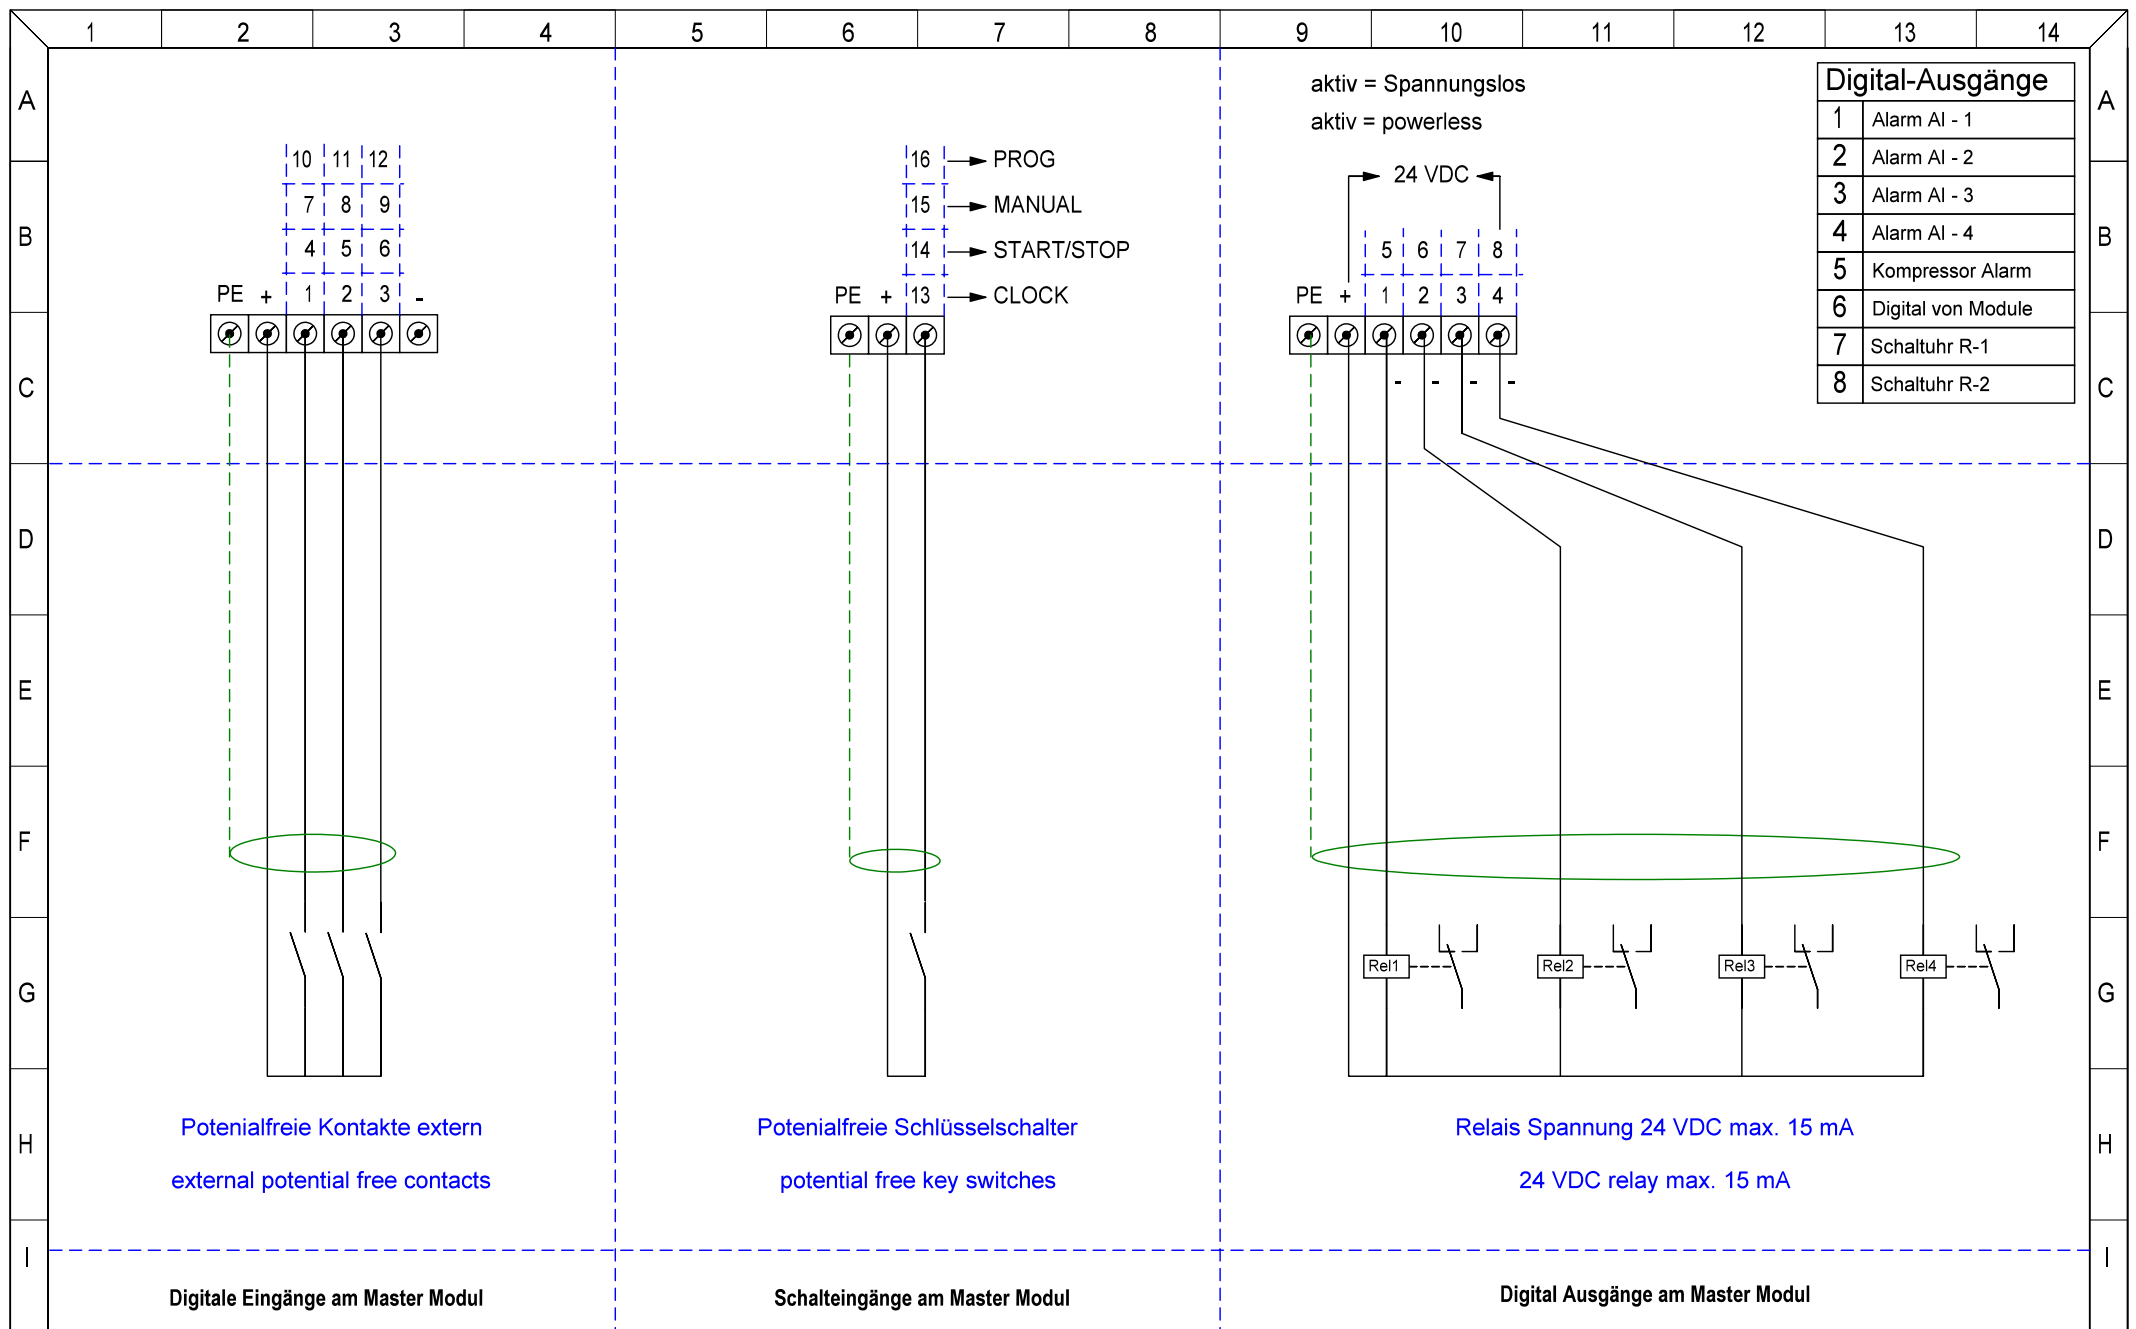 1 2 3 4 5 6 7 8 9 10 11 12 13 14
A A
B B
C C
D D
E E
F F
G G
H H
I I
10 11 12
7 8 9
4 5 6
PE + 1 2 3 -
Potenialfreie Kontakte extern
external potential free contacts
Digitale Eingänge am Master Modul
16 PROG
15 MANUAL
14 START/STOP
PE + 13 CLOCK
Potenialfreie Schlüsselschalter
potential free key switches
Schalteingänge am Master Modul
aktiv = Spannungslos
aktiv = powerless
24 VDC
5 6 7 8
PE + 1 2 3 4
- - - -
Rel1 Rel2 Rel3 Rel4
Relais Spannung 24 VDC max. 15 mA
24 VDC relay max. 15 mA
Digital Ausgänge am Master Modul
Digital-Ausgänge
1 Alarm AI - 1
2 Alarm AI - 2
3 Alarm AI - 3
4 Alarm AI - 4
5 Kompressor Alarm
6 Digital von Module
7 Schaltuhr R-1
8 Schaltuhr R-2